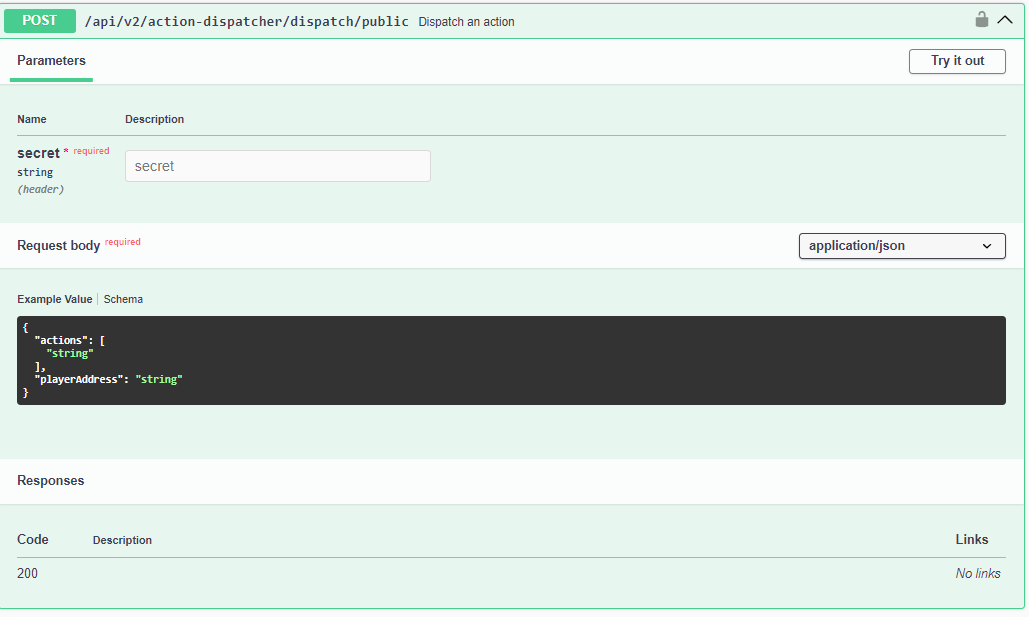 POST /api/v2/action-dispatcher/dispatch/public Dispatch an action
Parameters
Try it out
Name Description
secret * required
string
(header)
secret
Request body required
application/json
Example Value | Schema
{
  "actions": [
    "string"
  ],
  "playerAddress": "string"
}
Responses
Code Description Links
200 No links